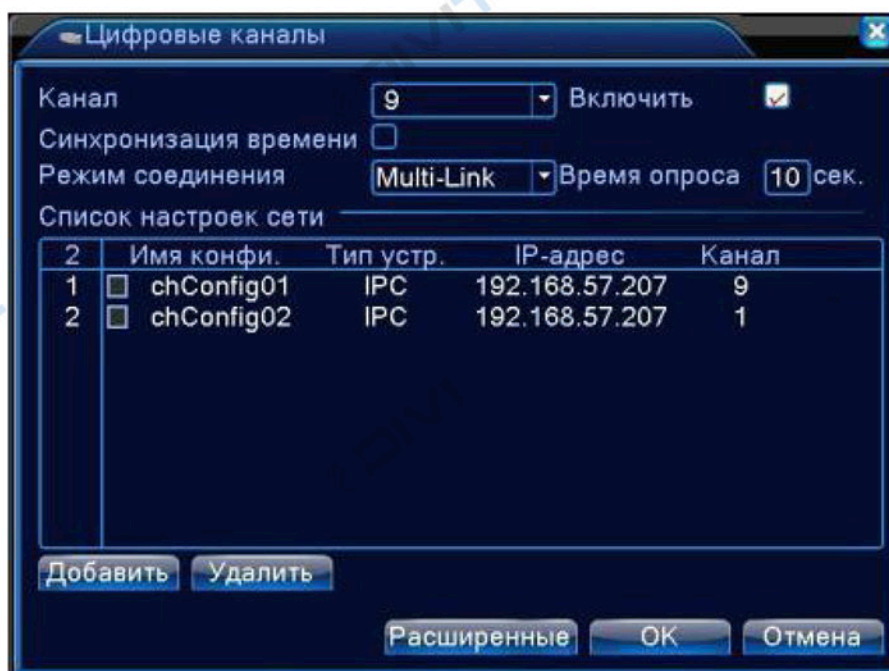 Цифровые каналы
Канал 9 Включить
Синхронизация времени
Режим соединения Multi-Link Время опроса 10 сек.
Список настроек сети
2 Имя конфи. Тип устр. IP-адрес Канал
1 chConfig01 IPC 192.168.57.207 9
2 chConfig02 IPC 192.168.57.207 1
Добавить Удалить
Расширенные OK Отмена